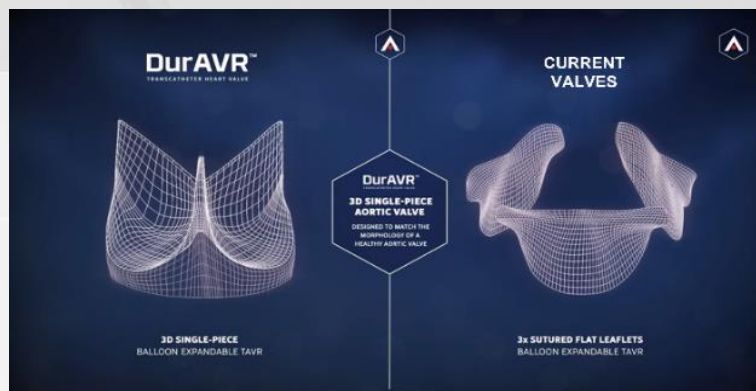 DurAVR™
TRANSCATHETER HEART VALVE
3D SINGLE-PIECE
BALLOON EXPANDABLE TAVR
DurAVR™
TRANSCATHETER HEART VALVE
3D SINGLE-PIECE
AORTIC VALVE
DESIGNED TO MATCH THE
MORPHOLOGY OF A
HEALTHY AORTIC VALVE
CURRENT
VALVES
3x SUTURED FLAT LEAFLETS
BALLOON EXPANDABLE TAVR